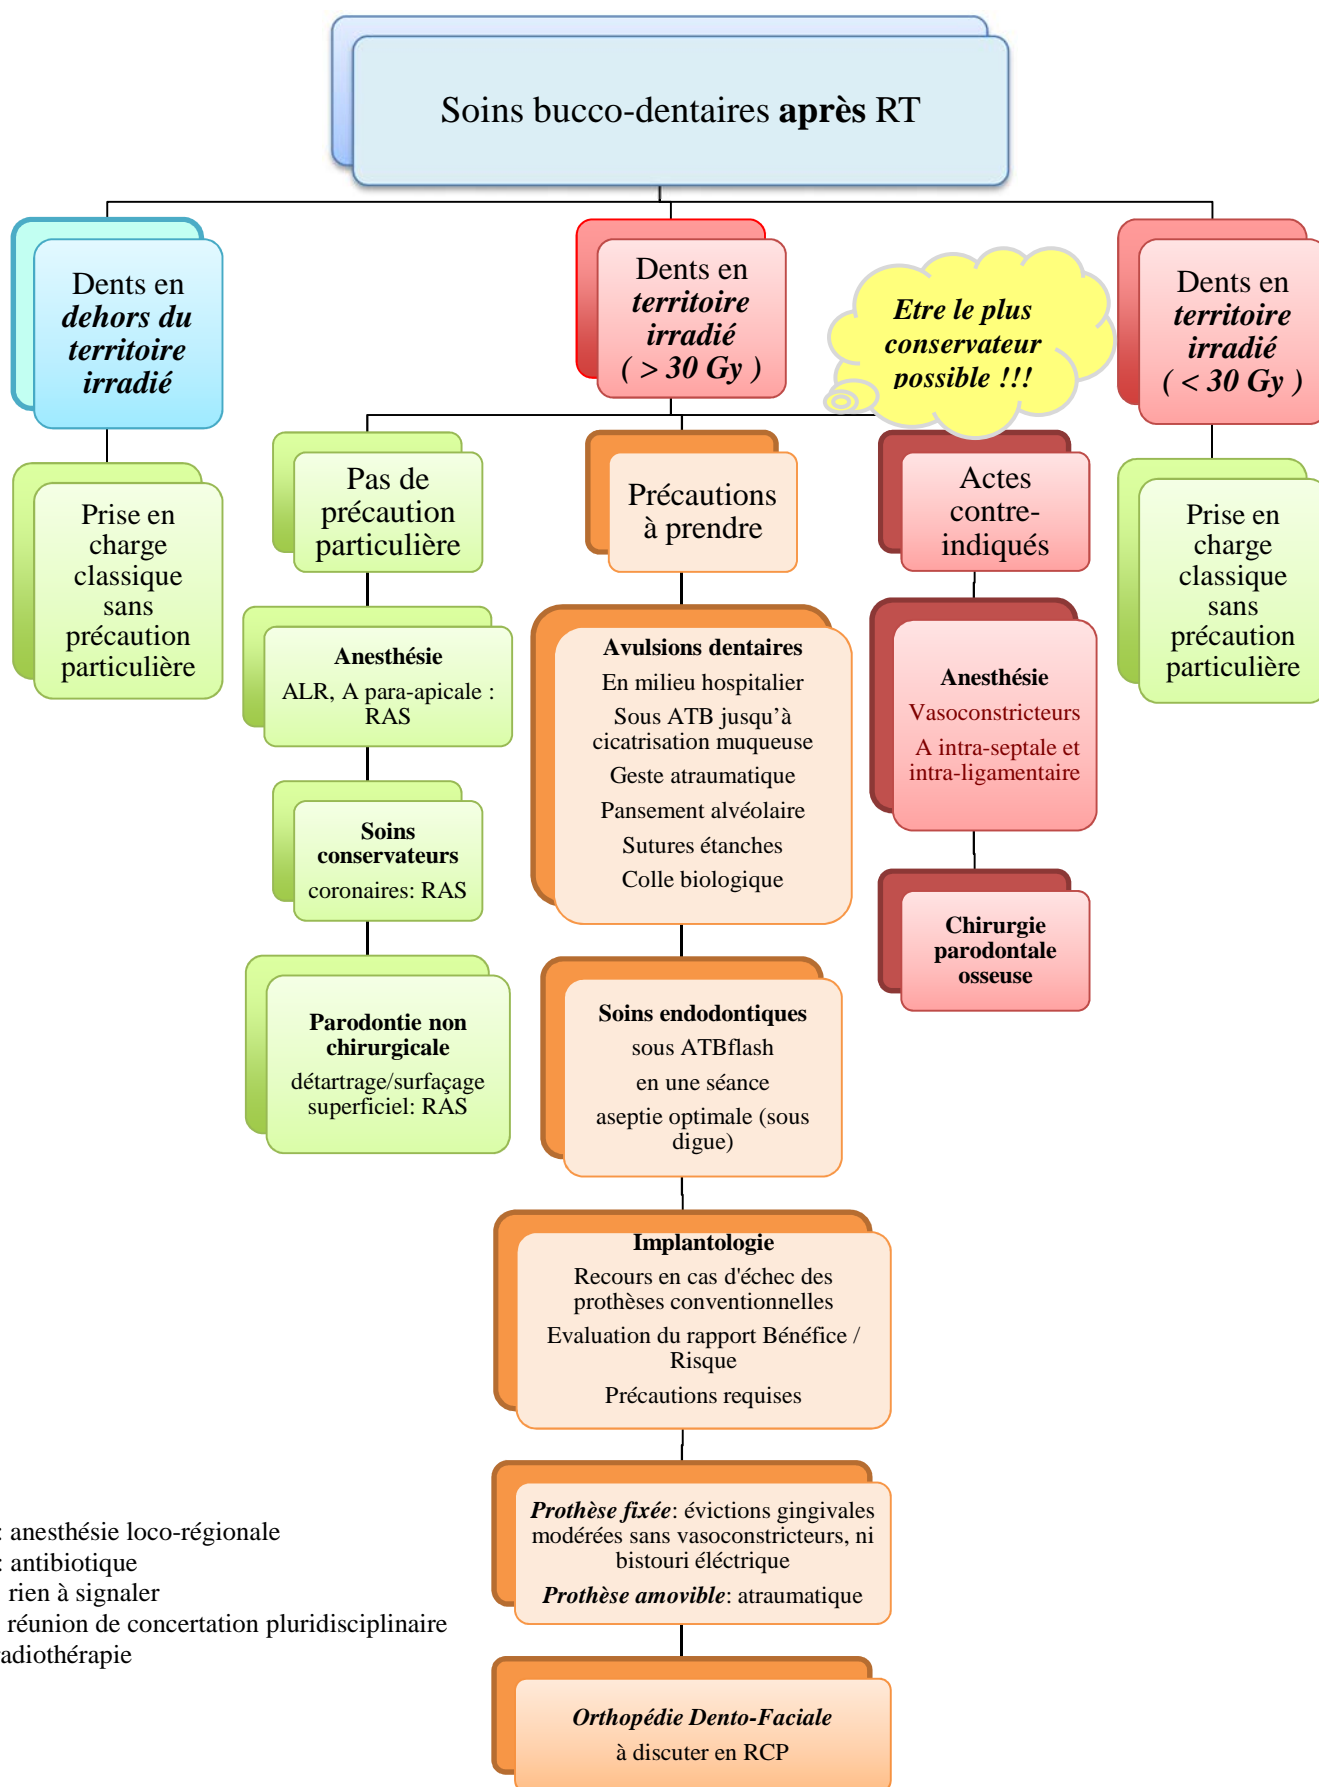 Soins bucco-dentaires après RT
Dents en
dehors du
territoire
irradié
Prise en
charge
classique
sans
précaution
particulière
Dents en
territoire
irradié
( > 30 Gy )
Etre le plus
conservateur
possible !!!
Pas de
précaution
particulière
Anesthésie
ALR, A para-apicale :
RAS
Soins
conservateurs
coronaires: RAS
Parodontie non
chirurgicale
détartrage/surfaçage
superficiel: RAS
Précautions
à prendre
Avulsions dentaires
En milieu hospitalier
Sous ATB jusqu’à
cicatrisation muqueuse
Geste atraumatique
Pansement alvéolaire
Sutures étanches
Colle biologique
Soins endodontiques
sous ATBflash
en une séance
aseptie optimale (sous
digue)
Implantologie
Recours en cas d'échec des
prothèses conventionnelles
Evaluation du rapport Bénéfice /
Risque
Précautions requises
Prothèse fixée: évictions gingivales
modérées sans vasoconstricteurs, ni
bistouri éléctrique
Prothèse amovible: atraumatique
Orthopédie Dento-Faciale
à discuter en RCP
Actes
contre-
indiqués
Anesthésie
Vasoconstricteurs
A intra-septale et
intra-ligamentaire
Chirurgie
parodontale
osseuse
Dents en
territoire
irradié
( < 30 Gy )
Prise en
charge
classique
sans
précaution
particulière
: anesthésie loco-régionale
: antibiotique
rien à signaler
: réunion de concertation pluridisciplinaire
adiothérapie